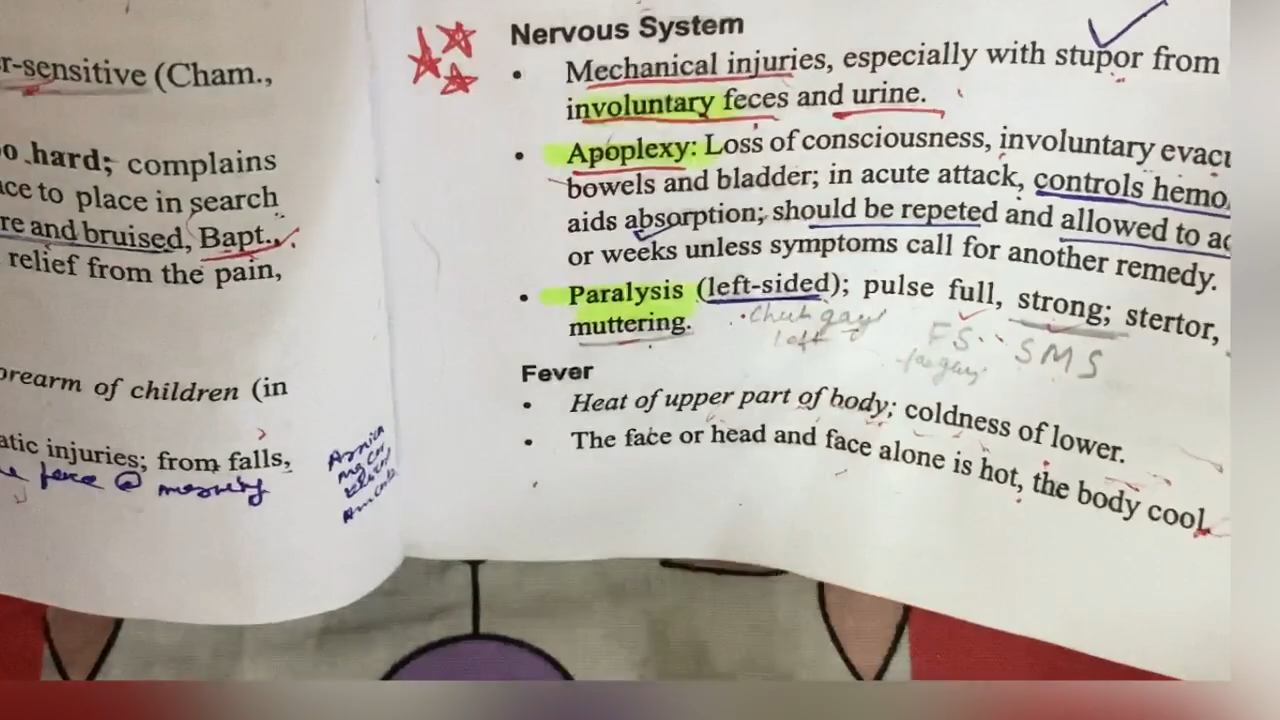 r-sensitive (Cham.,
o hard; complains
ace to place in search
re and bruised, Bapt.,
relief from the pain,
orearm of children (in
atic injuries; from falls,
face @
Arnica
Nervous System
• Mechanical injuries, especially with stupor from
involuntary feces and urine.
• Apoplexy: Loss of consciousness, involuntary evacu
bowels and bladder; in acute attack, controls hemo
aids absorption; should be repeted and allowed to ac
or weeks unless symptoms call for another remedy.
• Paralysis (left-sided); pulse full, strong; stertor,
muttering.
left
FS
SMS
Fever
• Heat of upper part of body; coldness of lower.
• The face or head and face alone is hot, the body cool